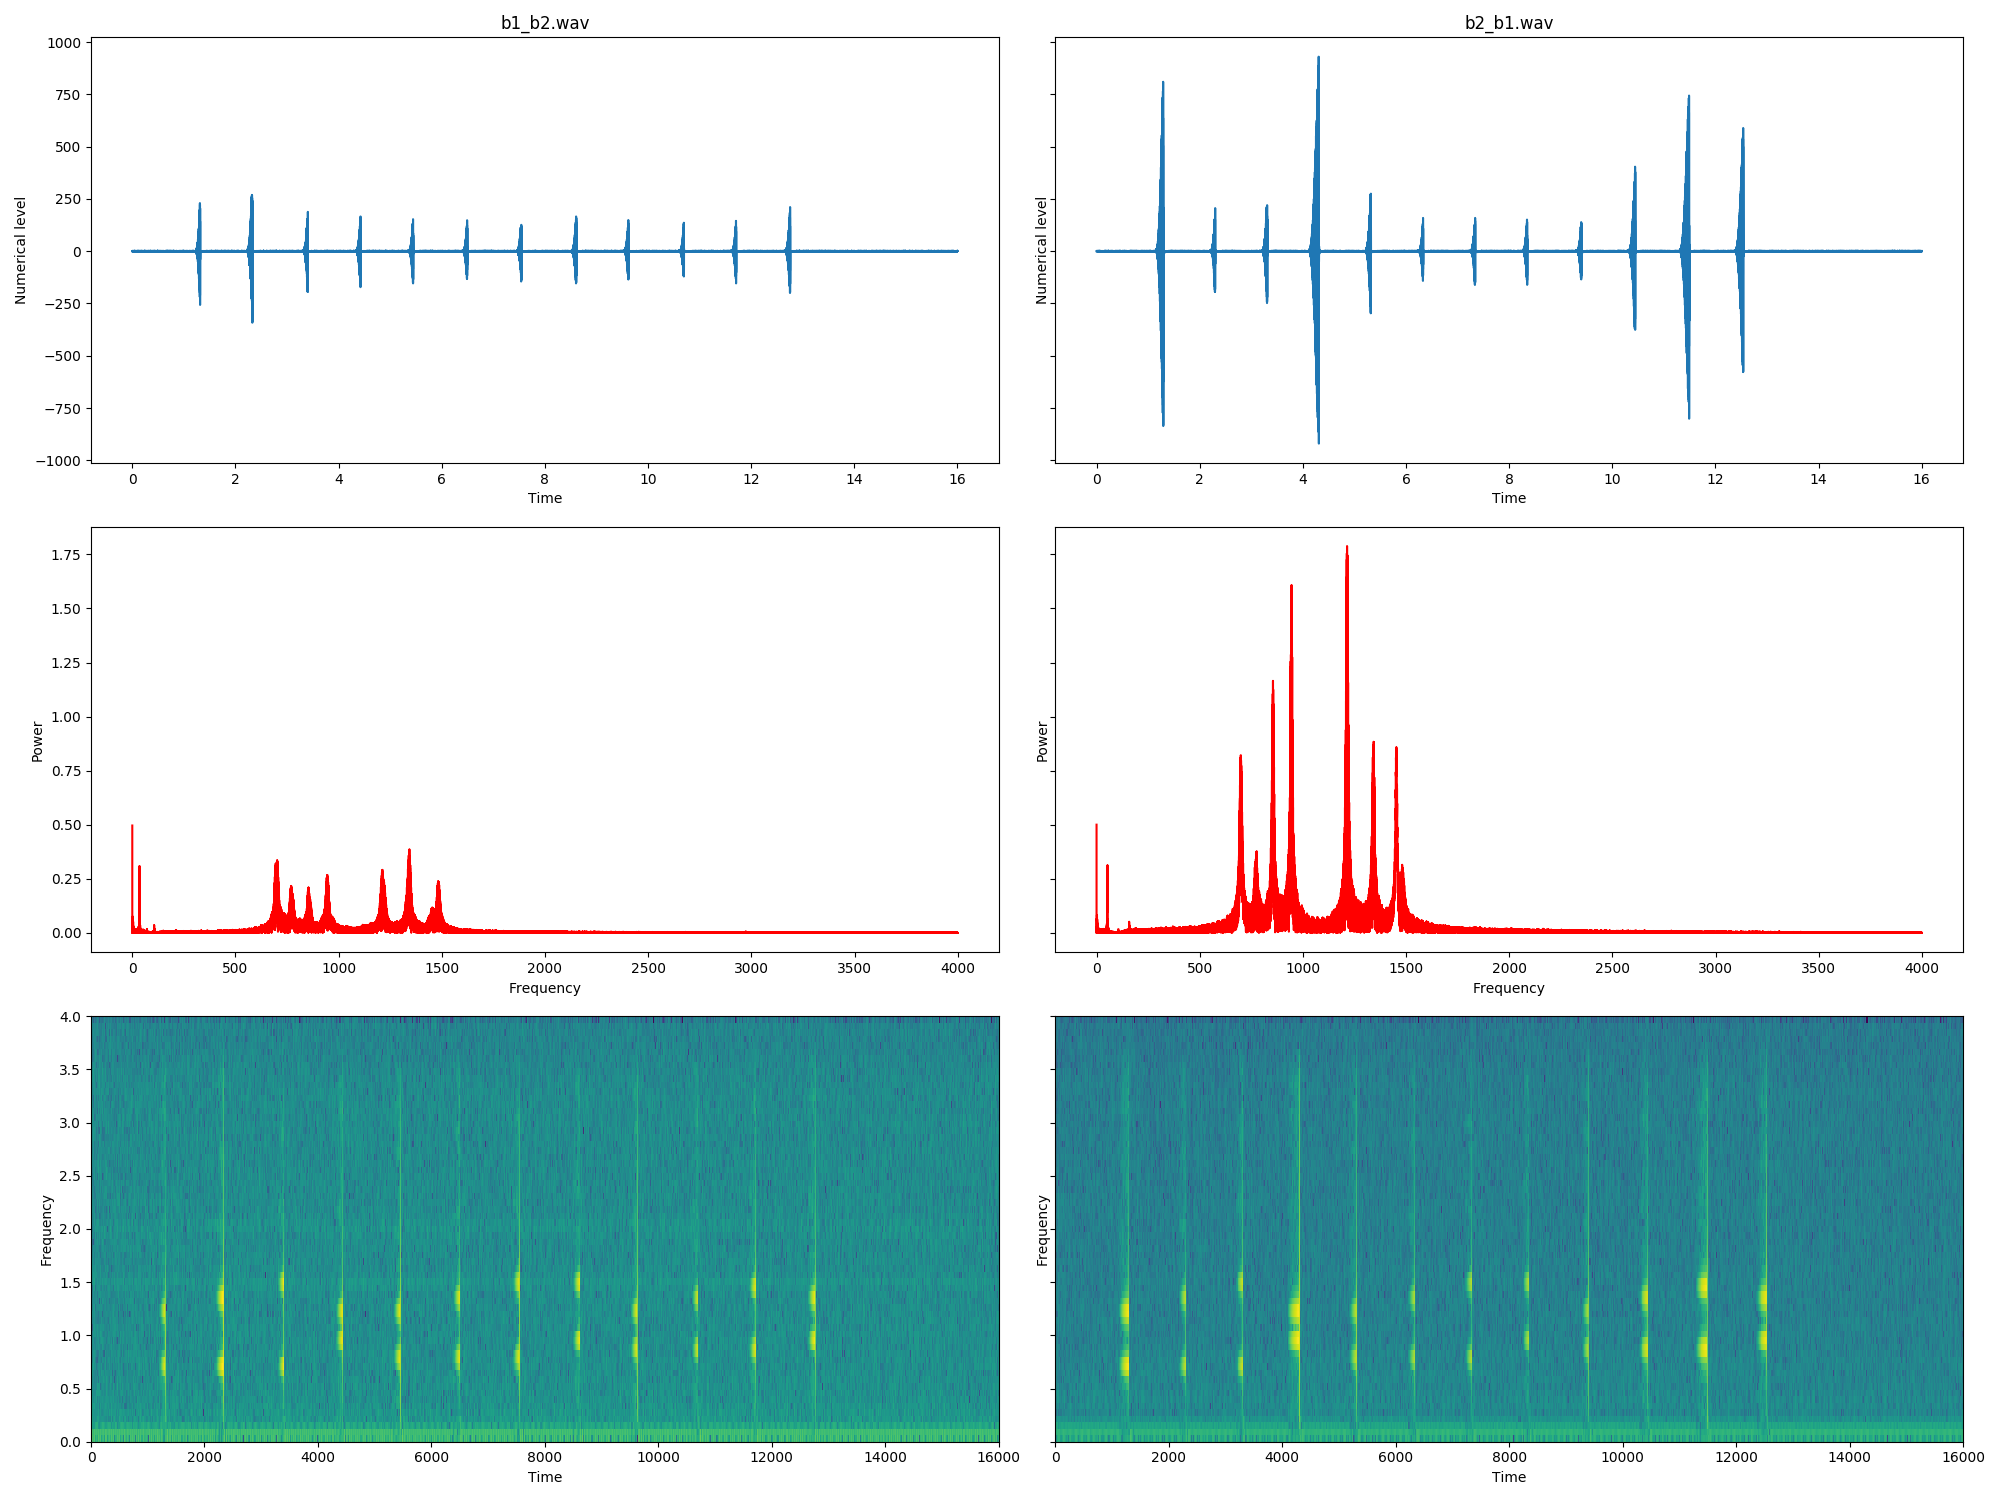 b1_b2.wav
b2_b1.wav
1000
750
500
250
0
−250
−500
−750
−1000
Numerical level
0 2 4 6 8 10 12 14 16
Time
Numerical level
0 2 4 6 8 10 12 14 16
Time
1.75
1.50
1.25
1.00
0.75
0.50
0.25
0.00
Power
0 500 1000 1500 2000 2500 3000 3500 4000
Frequency
Power
0 500 1000 1500 2000 2500 3000 3500 4000
Frequency
4.0
3.5
3.0
2.5
2.0
1.5
1.0
0.5
0.0
Frequency
0 2000 4000 6000 8000 10000 12000 14000 16000
Time
Frequency
0 2000 4000 6000 8000 10000 12000 14000 16000
Time